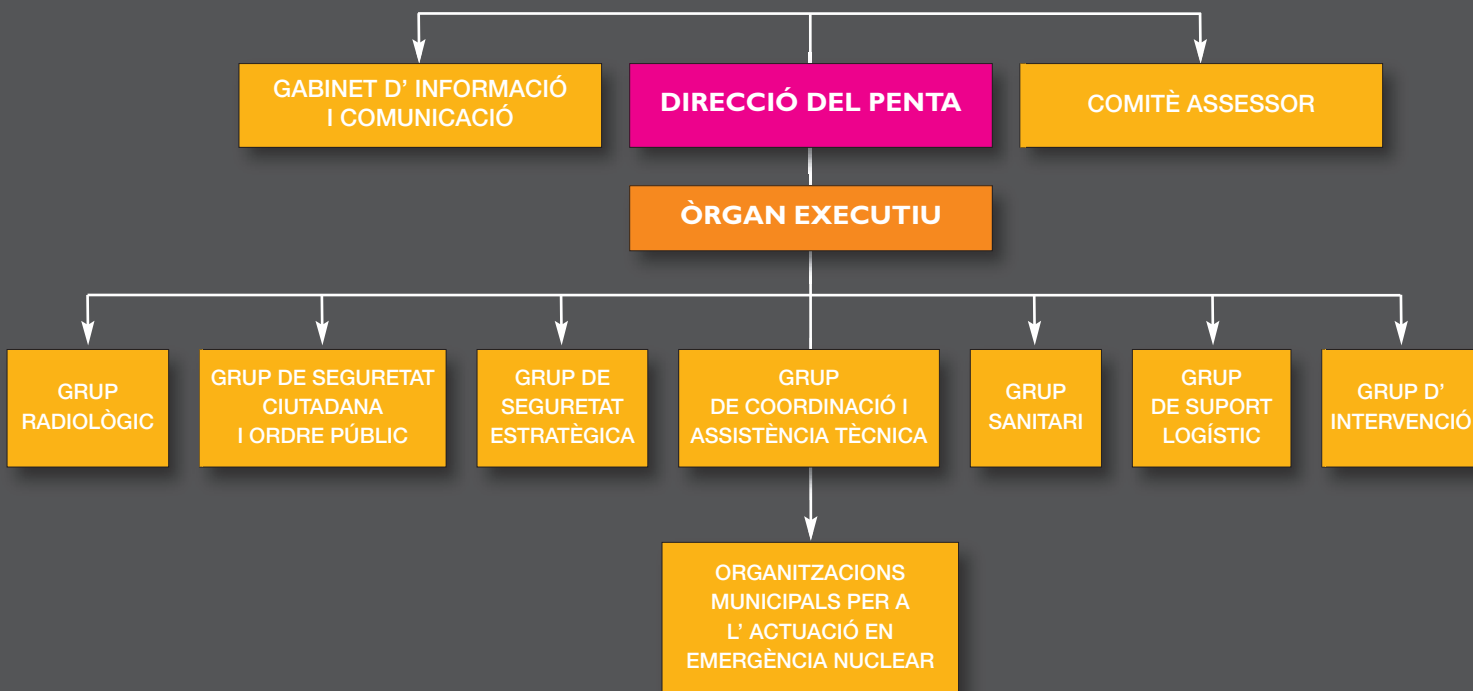 GABINET D’ INFORMACIÓ
I COMUNICACIÓ
DIRECCIÓ DEL PENTA
COMITÈ ASSESSOR
ÒRGAN EXECUTIU
GRUP
RADIOLÒGIC
GRUP DE SEGURETAT
CIUTADANA
I ORDRE PÚBLIC
GRUP DE
SEGURETAT
ESTRATÈGICA
GRUP
DE COORDINACIÓ I
ASSISTÈNCIA TÈCNICA
GRUP
SANITARI
GRUP
DE SUPORT
LOGÍSTIC
GRUP D’
INTERVENCIÓ
ORGANITZACIONS
MUNICIPALS PER A
L’ ACTUACIÓ EN
EMERGÈNCIA NUCLEAR